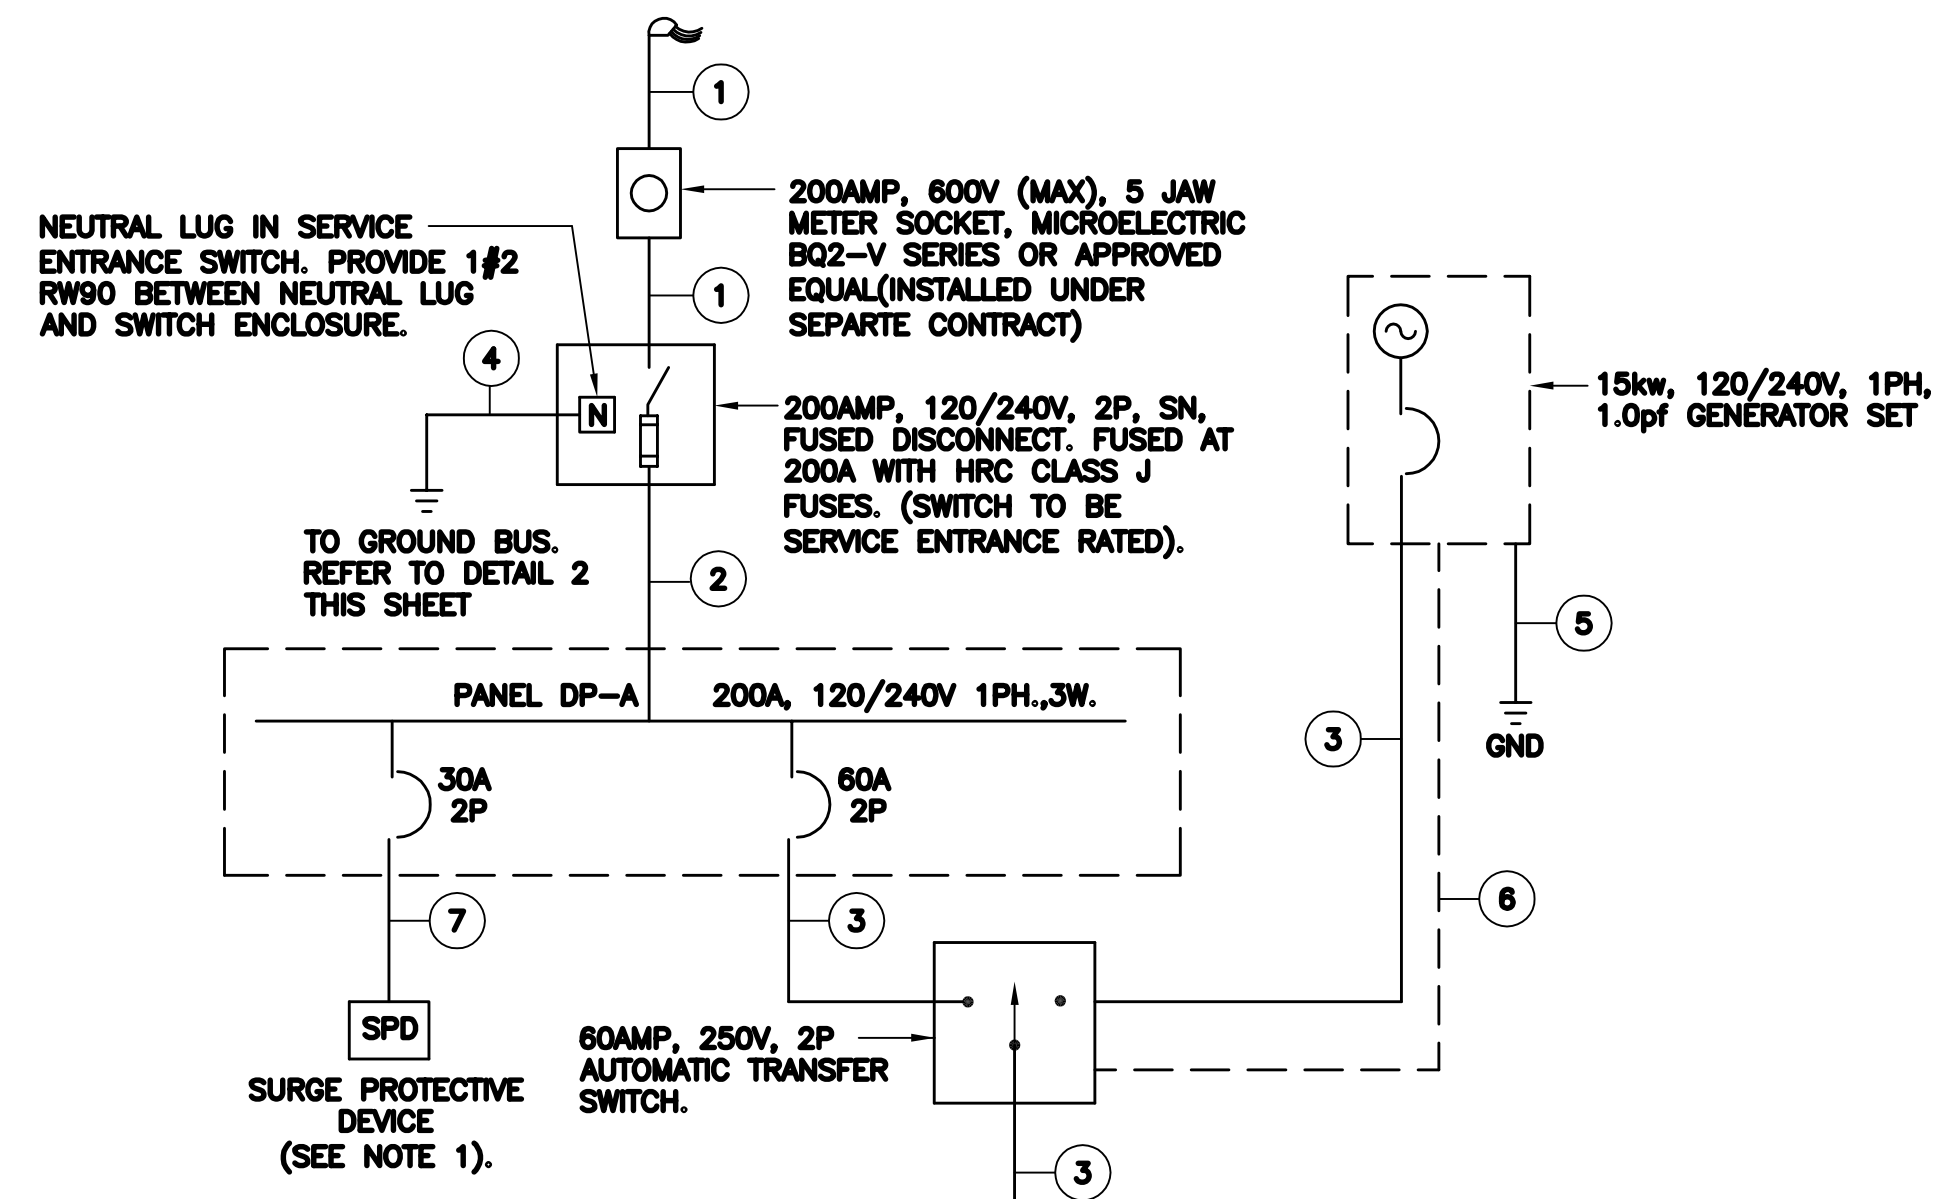 1
200AMP, 600V (MAX), 5 JAW
METER SOCKET, MICROELECTRIC
BQ2-V SERIES OR APPROVED
EQUAL(INSTALLED UNDER
SEPARTE CONTRACT)
NEUTRAL LUG IN SERVICE
ENTRANCE SWITCH. PROVIDE 1#2
RW90 BETWEEN NEUTRAL LUG
AND SWITCH ENCLOSURE.
1
4
N
200AMP, 120/240V, 2P, SN,
FUSED DISCONNECT. FUSED AT
200A WITH HRC CLASS J
FUSES. (SWITCH TO BE
SERVICE ENTRANCE RATED).
15kw, 120/240V, 1PH,
1.0pf GENERATOR SET
TO GROUND BUS.
REFER TO DETAIL 2
THIS SHEET
2
5
GND
PANEL DP-A 200A, 120/240V 1PH.,3W.
30A
2P
60A
2P
3
7
3
6
SPD
SURGE PROTECTIVE
DEVICE
(SEE NOTE 1).
60AMP, 250V, 2P
AUTOMATIC TRANSFER
SWITCH.
3